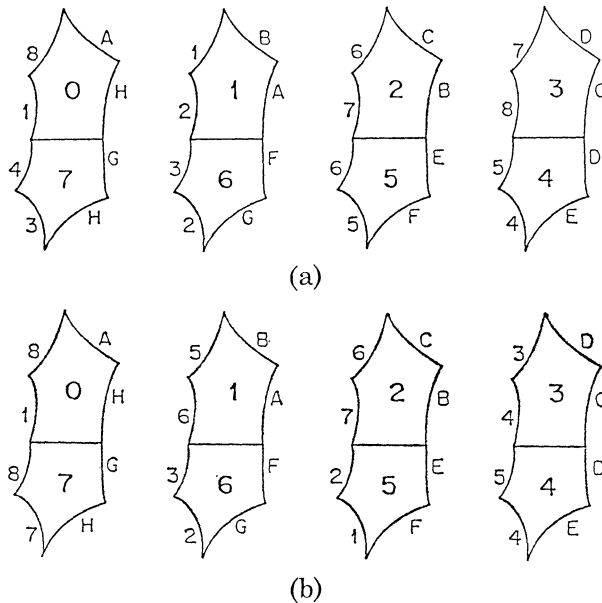 8 A 1 B 6 C 7 D
0 H 1 A 2 B 3 C
1 2 7 8
4 G 3 F 6 E 5 D
7 6 5 4
3 H 2 G 5 F 4 E
(a)
8 A 5 B 6 C 3 D
0 H 1 A 2 B 3 C
1 6 7 4
8 G 3 F 2 E 5 D
7 6 5 4
7 H 2 G 1 F 4 E
(b)